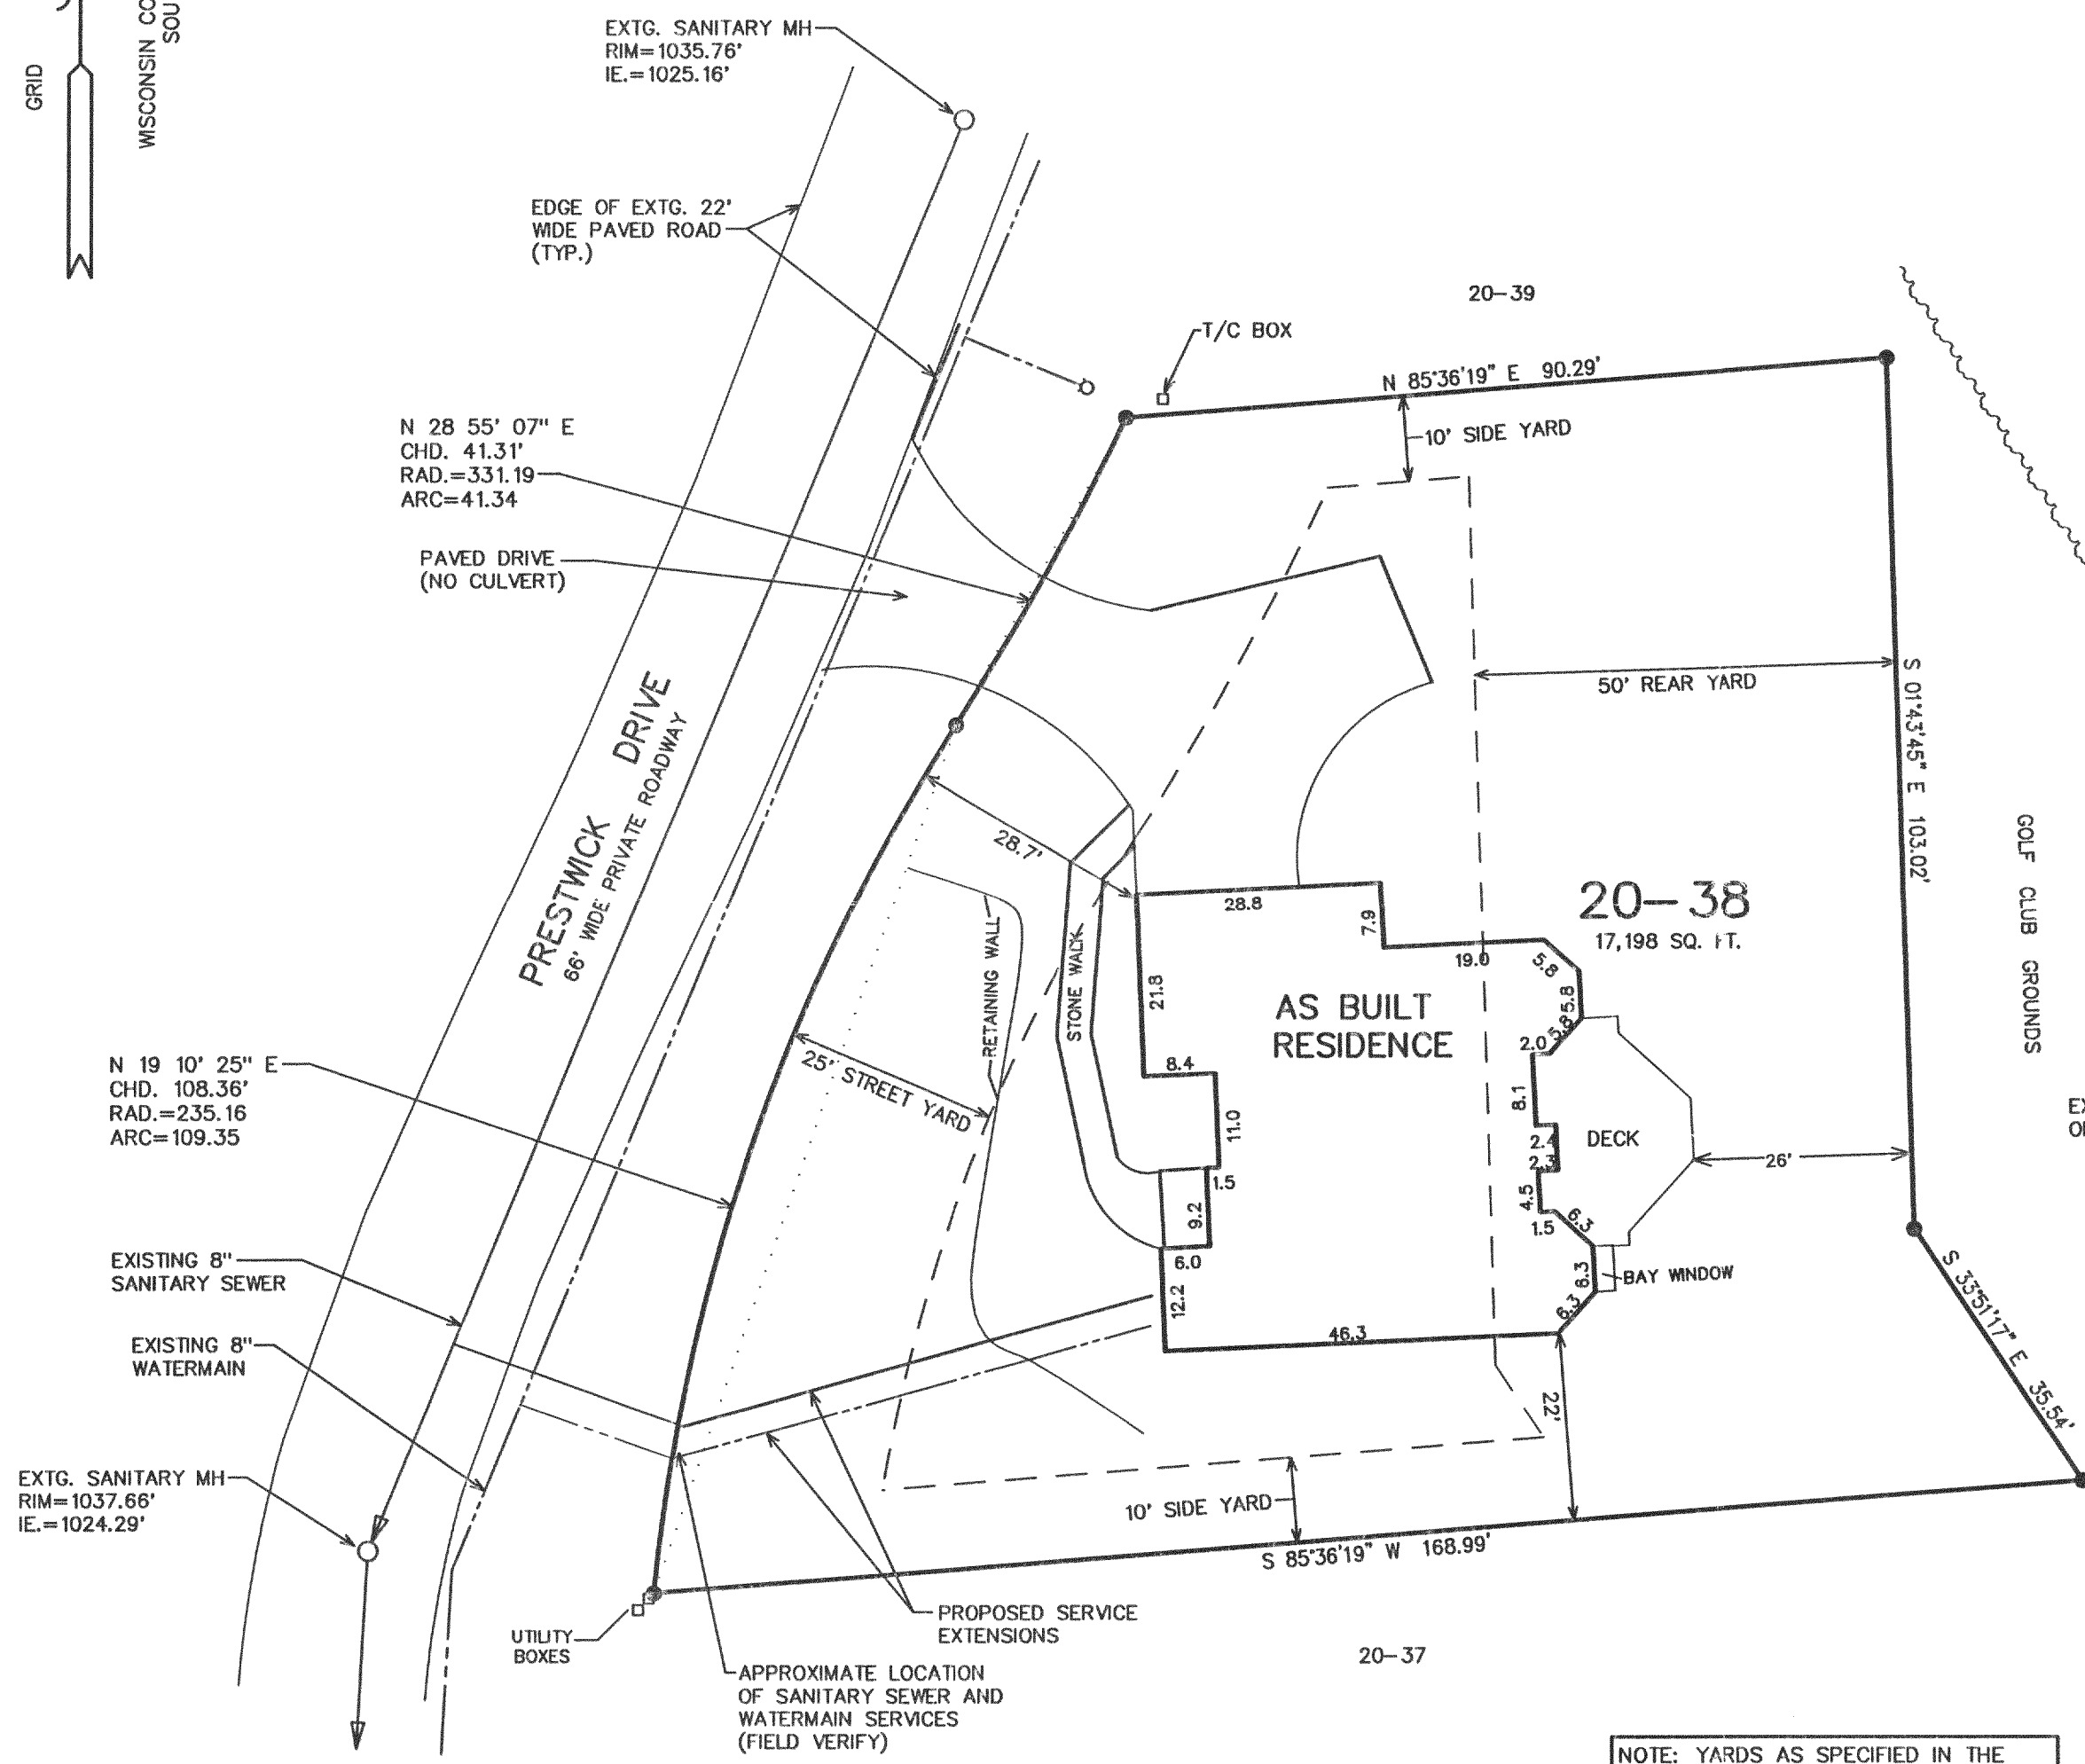 GRID
WISCONSIN CO
SOU
EXTG. SANITARY MH
RIM=1035.76'
IE.=1025.16'
EDGE OF EXTG. 22'
WIDE PAVED ROAD
(TYP.)
20-39
T/C BOX
N 85°36'19" E 90.29'
10' SIDE YARD
N 28 55' 07" E
CHD. 41.31'
RAD.=331.19
ARC=41.34
PAVED DRIVE
(NO CULVERT)
50' REAR YARD
S 01°43'45" E 103.02'
PRESTWICK DRIVE
66' WIDE PRIVATE ROADWAY
28.7'
28.8
7.9
20-38
17,198 SQ. FT.
GOLF CLUB GROUNDS
19.0
5.8
5.8
5.8
2.0
RETAINING WALL
STONE WALK
21.8
AS BUILT
RESIDENCE
8.4
11.0
8.1
2.4
2.3
DECK
26'
EX
OF
N 19 10' 25" E
CHD. 108.36'
RAD.=235.16
ARC=109.35
25' STREET YARD
1.5
9.2
6.0
12.2
4.5
1.5
6.3
6.3
6.3
BAY WINDOW
46.3
22'
S 33°51'17" E 35.54'
EXISTING 8"
SANITARY SEWER
EXISTING 8"
WATERMAIN
EXTG. SANITARY MH
RIM=1037.66'
IE.=1024.29'
10' SIDE YARD
S 85°36'19" W 168.99'
UTILITY
BOXES
PROPOSED SERVICE
EXTENSIONS
20-37
APPROXIMATE LOCATION
OF SANITARY SEWER AND
WATERMAIN SERVICES
(FIELD VERIFY)
NOTE: YARDS AS SPECIFIED IN THE